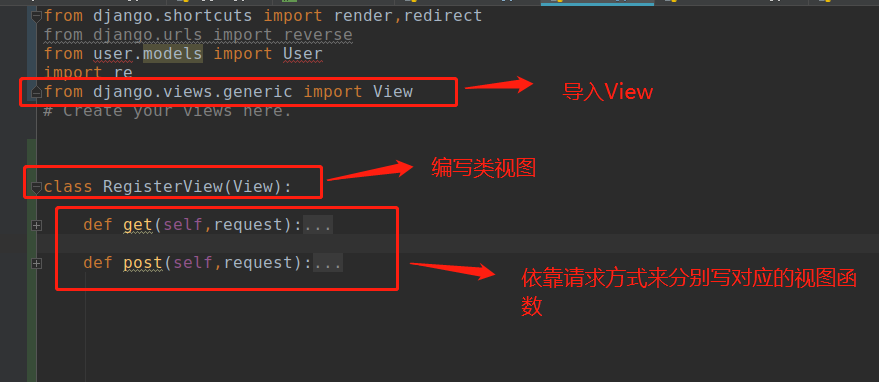 from django.shortcuts import render,redirect
from django.urls import reverse
from user.models import User
import re
from django.views.generic import View
导入View
# Create your views here.
class RegisterView(View):
编写类视图
def get(self,request):...
def post(self,request):...
依靠请求方式来分别写对应的视图函
数